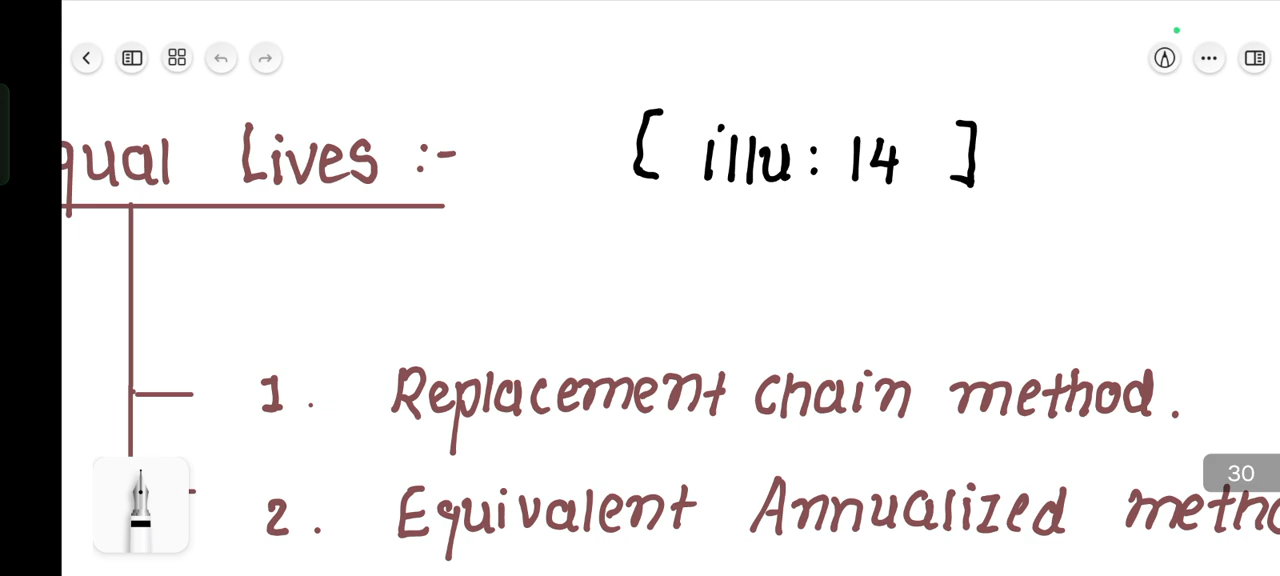 qual Lives :- [ illu: 14 ]
1. Replacement chain method.
30
2. Equivalent Annualized metho